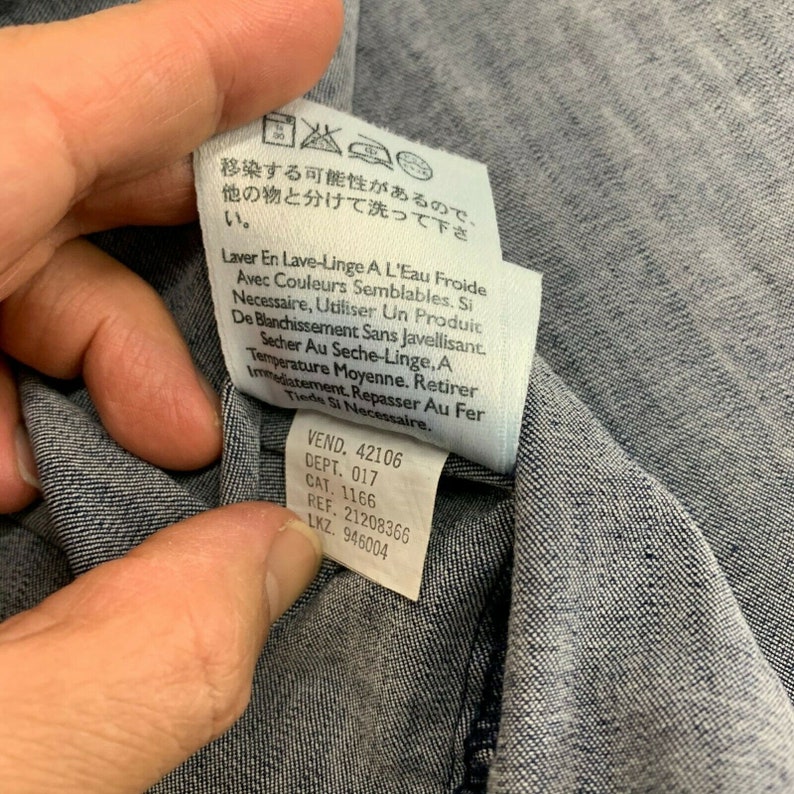 移染する可能性があるので、
他の物と分けて洗って下さ
い。
Laver En Lave-Linge A L'Eau Froide
Avec Couleurs Semblables. Si
Necessaire, Utiliser Un Produit
De Blanchissement Sans Javellisant.
Secher Au Seche-Linge, A
Temperature Moyenne. Retirer
Immediatement. Repasser Au Fer
Tiede Si Necessaire.
VEND. 42106
DEPT. 017
CAT. 1166
REF. 21208366
LKZ. 946004